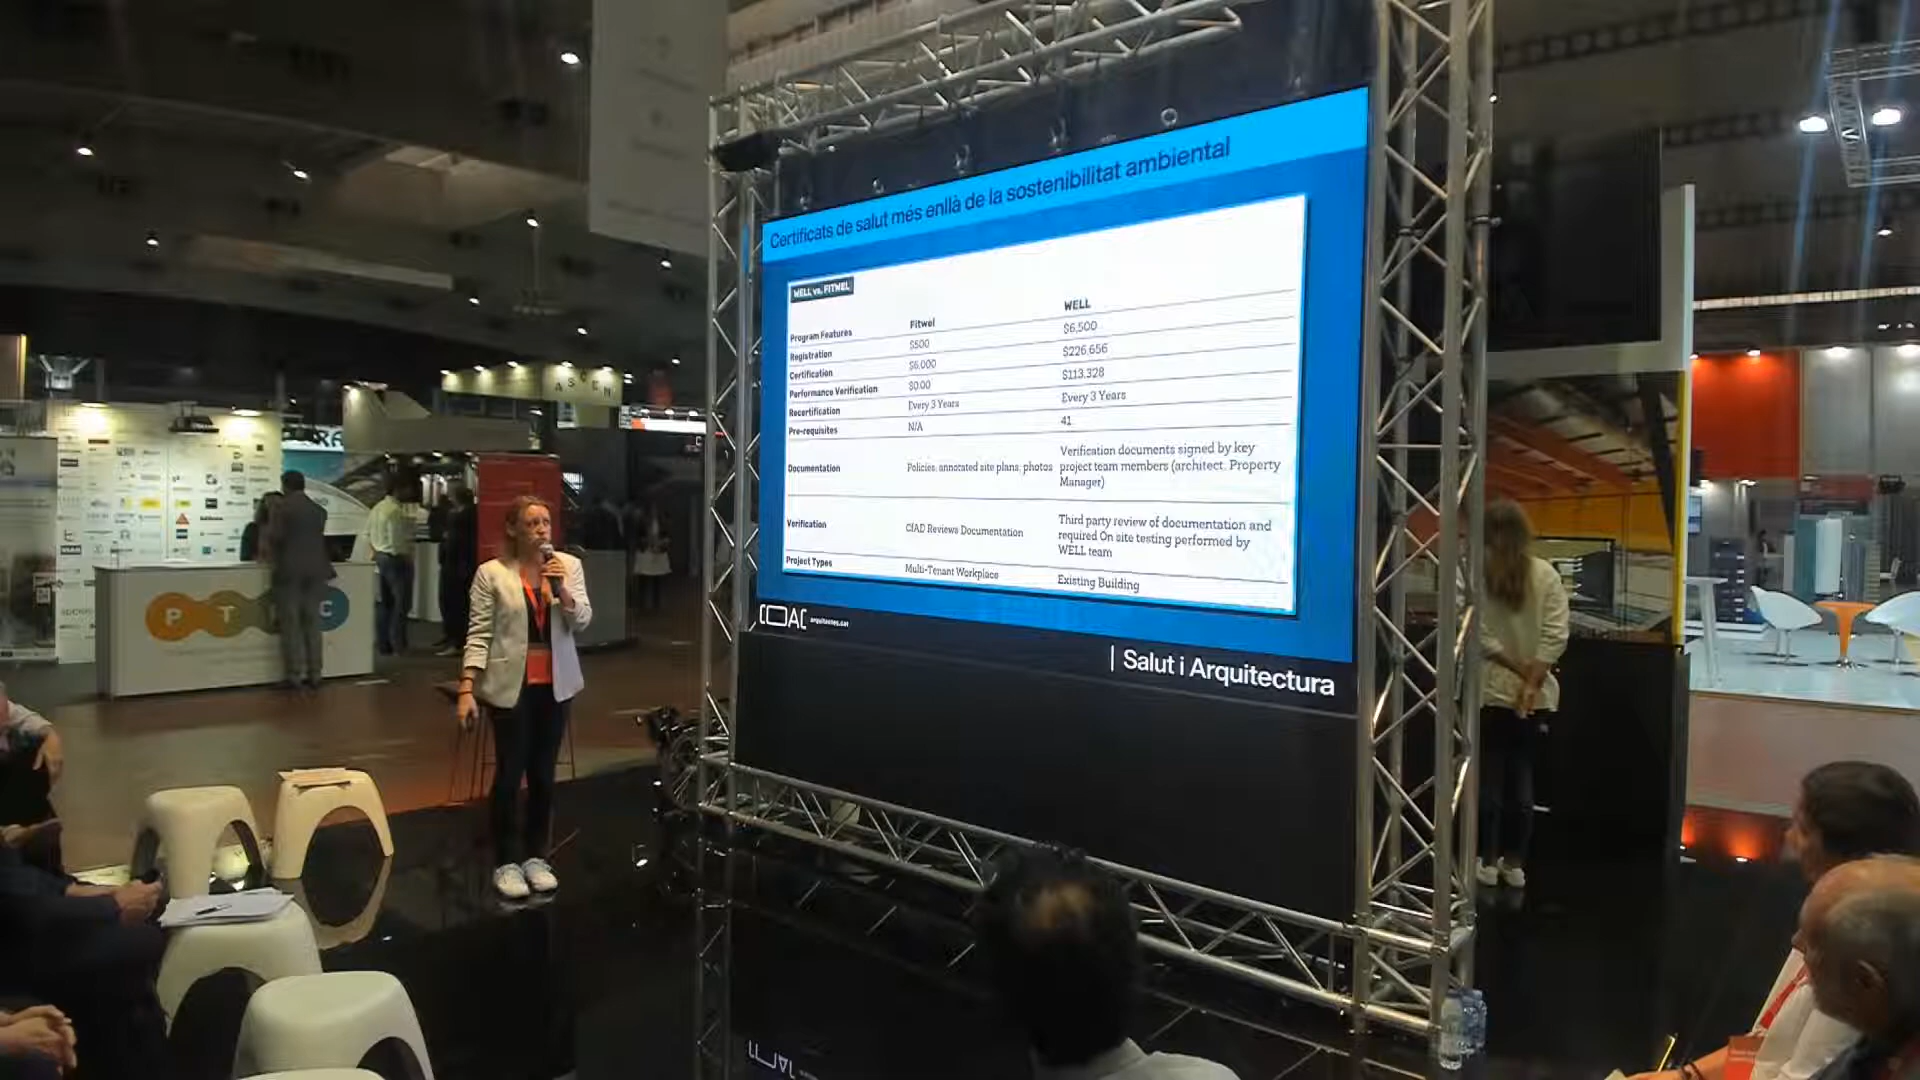 Certificats de salut més enllà de la sostenibilitat ambiental
WELL vs. FITWEL
Program Features Fitwel WELL
Registration $500 $6,500
Certification $6,000 $226,656
Performance Verification $0.00 $113,328
Recertification Every 3 Years Every 3 Years
Pre-requisites N/A 41
Documentation Policies, annotated site plans, photos Verification documents signed by key
project team members (architect, Property
Manager)
Verification CfAD Reviews Documentation Third party review of documentation and
required On site testing performed by
WELL team
Project Types Multi-Tenant Workplace Existing Building
COAC arquitectes.cat
| Salut i Arquitectura
ASCEN
P T C